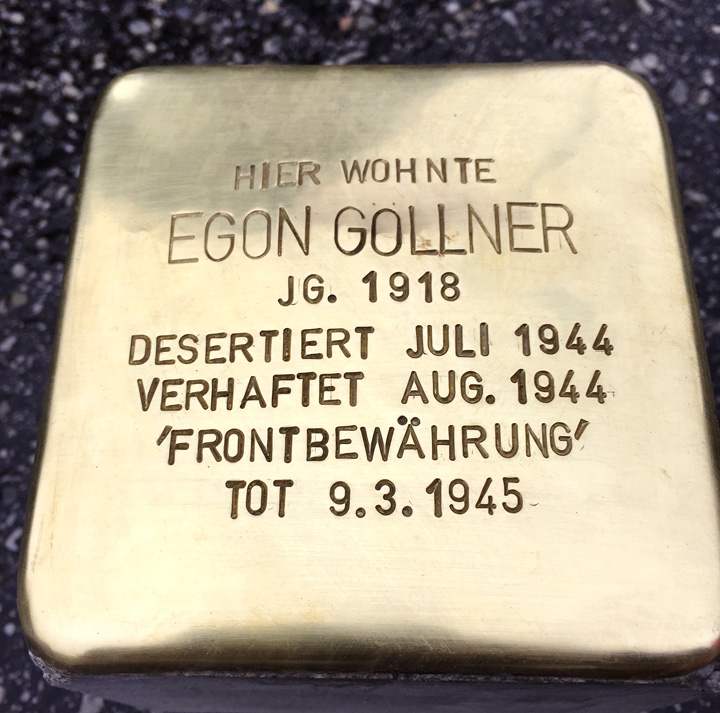 HIER WOHNTE
EGON GOLLNER
JG. 1918
DESERTIERT JULI 1944
VERHAFTET AUG. 1944
'FRONTBEWÄHRUNG'
TOT 9.3.1945